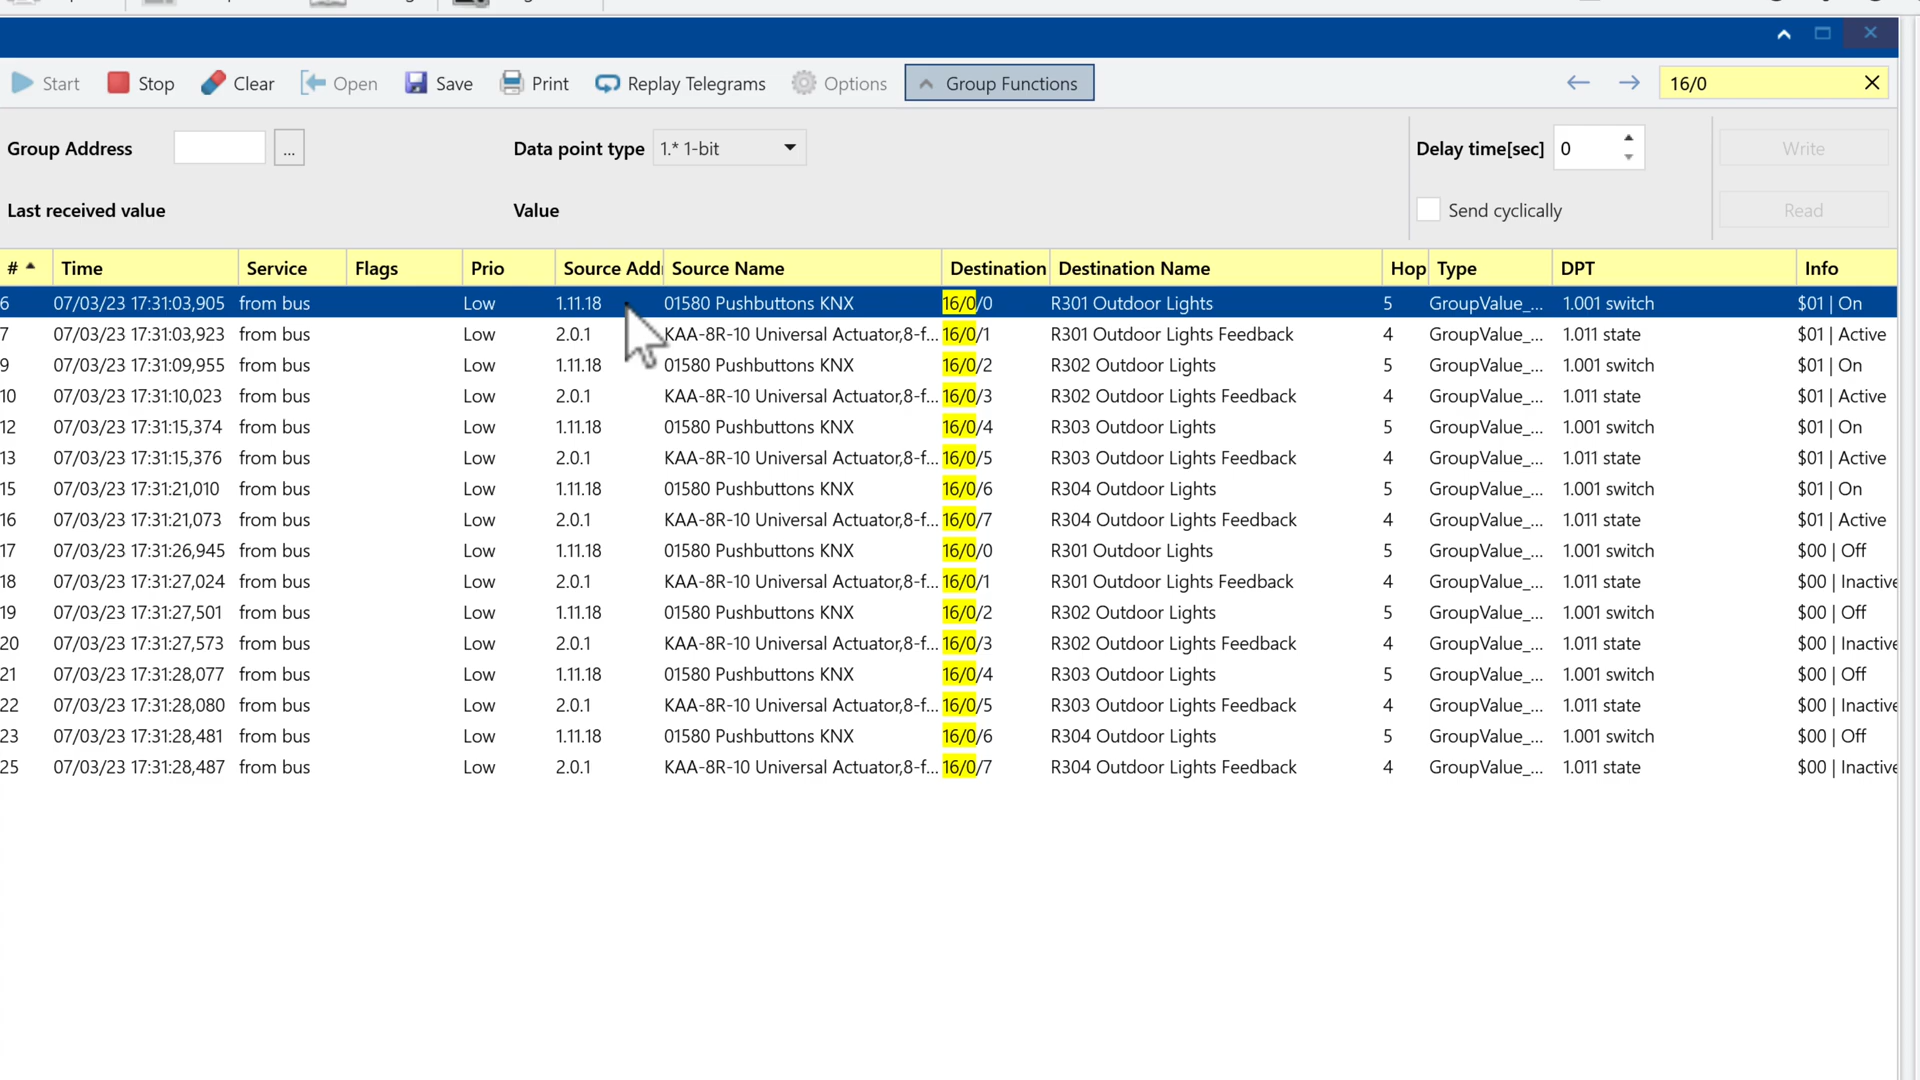 Start Stop Clear Open Save Print Replay Telegrams Options Group Functions 16/0
Group Address ... Data point type 1.* 1-bit Delay time[sec] 0 Write
Last received value Value Send cyclically Read
# Time Service Flags Prio Source Add Source Name Destination Destination Name Hop Type DPT Info
6 07/03/23 17:31:03,905 from bus Low 1.11.18 01580 Pushbuttons KNX 16/0/0 R301 Outdoor Lights 5 GroupValue_... 1.001 switch $01 | On
7 07/03/23 17:31:03,923 from bus Low 2.0.1 KAA-8R-10 Universal Actuator,8-f... 16/0/1 R301 Outdoor Lights Feedback 4 GroupValue_... 1.011 state $01 | Active
9 07/03/23 17:31:09,955 from bus Low 1.11.18 01580 Pushbuttons KNX 16/0/2 R302 Outdoor Lights 5 GroupValue_... 1.001 switch $01 | On
10 07/03/23 17:31:10,023 from bus Low 2.0.1 KAA-8R-10 Universal Actuator,8-f... 16/0/3 R302 Outdoor Lights Feedback 4 GroupValue_... 1.011 state $01 | Active
12 07/03/23 17:31:15,374 from bus Low 1.11.18 01580 Pushbuttons KNX 16/0/4 R303 Outdoor Lights 5 GroupValue_... 1.001 switch $01 | On
13 07/03/23 17:31:15,376 from bus Low 2.0.1 KAA-8R-10 Universal Actuator,8-f... 16/0/5 R303 Outdoor Lights Feedback 4 GroupValue_... 1.011 state $01 | Active
15 07/03/23 17:31:21,010 from bus Low 1.11.18 01580 Pushbuttons KNX 16/0/6 R304 Outdoor Lights 5 GroupValue_... 1.001 switch $01 | On
16 07/03/23 17:31:21,073 from bus Low 2.0.1 KAA-8R-10 Universal Actuator,8-f... 16/0/7 R304 Outdoor Lights Feedback 4 GroupValue_... 1.011 state $01 | Active
17 07/03/23 17:31:26,945 from bus Low 1.11.18 01580 Pushbuttons KNX 16/0/0 R301 Outdoor Lights 5 GroupValue_... 1.001 switch $00 | Off
18 07/03/23 17:31:27,024 from bus Low 2.0.1 KAA-8R-10 Universal Actuator,8-f... 16/0/1 R301 Outdoor Lights Feedback 4 GroupValue_... 1.011 state $00 | Inactive
19 07/03/23 17:31:27,501 from bus Low 1.11.18 01580 Pushbuttons KNX 16/0/2 R302 Outdoor Lights 5 GroupValue_... 1.001 switch $00 | Off
20 07/03/23 17:31:27,573 from bus Low 2.0.1 KAA-8R-10 Universal Actuator,8-f... 16/0/3 R302 Outdoor Lights Feedback 4 GroupValue_... 1.011 state $00 | Inactive
21 07/03/23 17:31:28,077 from bus Low 1.11.18 01580 Pushbuttons KNX 16/0/4 R303 Outdoor Lights 5 GroupValue_... 1.001 switch $00 | Off
22 07/03/23 17:31:28,080 from bus Low 2.0.1 KAA-8R-10 Universal Actuator,8-f... 16/0/5 R303 Outdoor Lights Feedback 4 GroupValue_... 1.011 state $00 | Inactive
23 07/03/23 17:31:28,481 from bus Low 1.11.18 01580 Pushbuttons KNX 16/0/6 R304 Outdoor Lights 5 GroupValue_... 1.001 switch $00 | Off
25 07/03/23 17:31:28,487 from bus Low 2.0.1 KAA-8R-10 Universal Actuator,8-f... 16/0/7 R304 Outdoor Lights Feedback 4 GroupValue_... 1.011 state $00 | Inactive